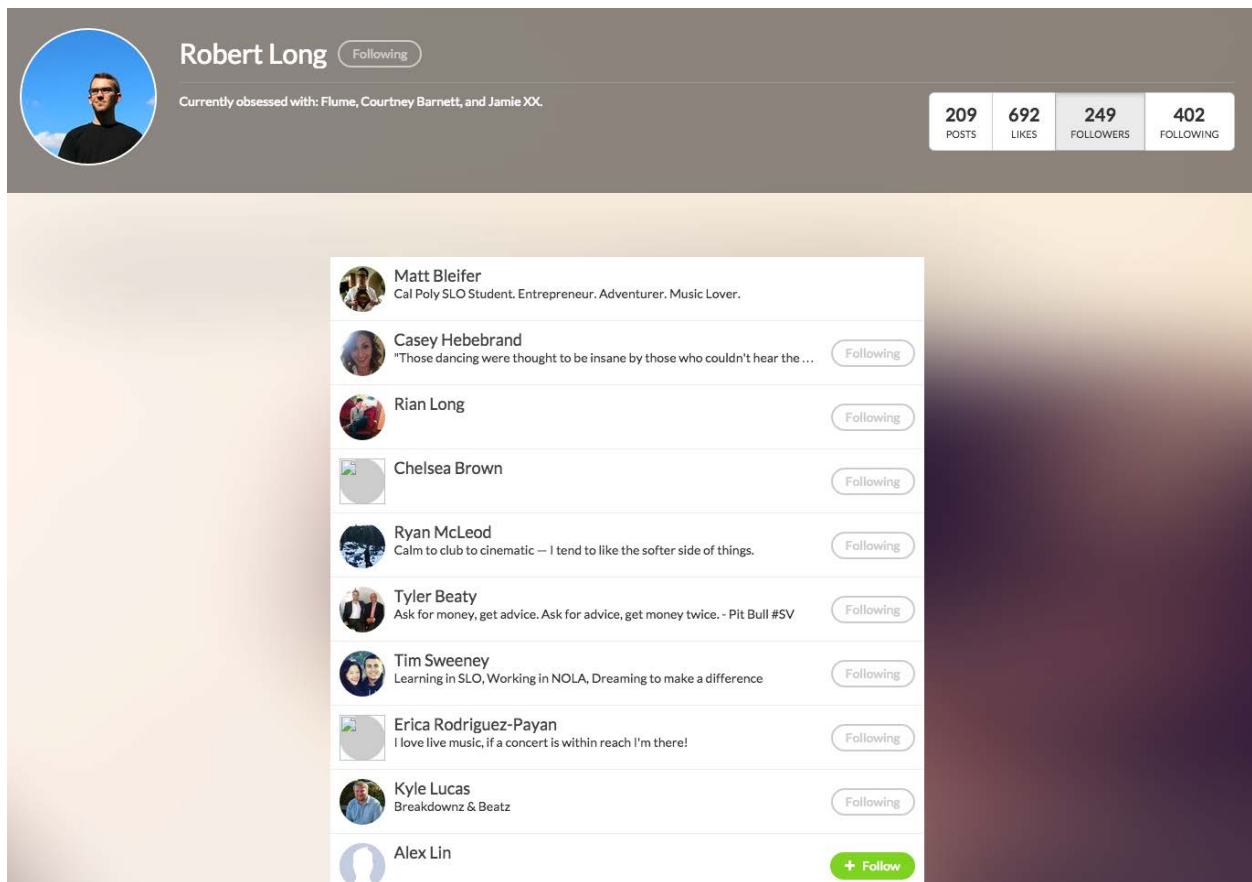 Robert Long Following
Currently obsessed with: Flume, Courtney Barnett, and Jamie XX.
209 692 249 402
POSTS LIKES FOLLOWERS FOLLOWING
Matt Bleifer
Cal Poly SLO Student. Entrepreneur. Adventurer. Music Lover.
Casey Hebebrand
"Those dancing were thought to be insane by those who couldn't hear the ...
Following
Rian Long
Following
Chelsea Brown
Following
Ryan McLeod
Calm to club to cinematic — I tend to like the softer side of things.
Following
Tyler Beaty
Ask for money, get advice. Ask for advice, get money twice. - Pit Bull #SV
Following
Tim Sweeney
Learning in SLO, Working in NOLA, Dreaming to make a difference
Following
Erica Rodriguez-Payan
I love live music, if a concert is within reach I'm there!
Following
Kyle Lucas
Breakdownz & Beatz
Following
Alex Lin
+ Follow